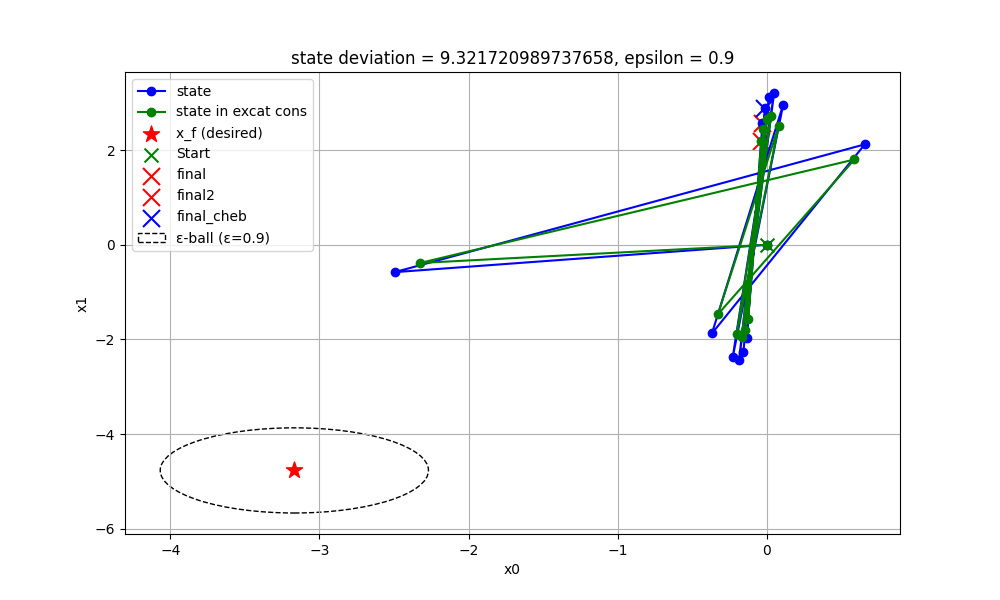 state deviation = 9.321720989737658, epsilon = 0.9
state
state in excat cons
x_f (desired)
Start
final
final2
final_cheb
ε-ball (ε=0.9)
2
0
−2
−4
−6
x1
−4
−3
−2
−1
0
x0